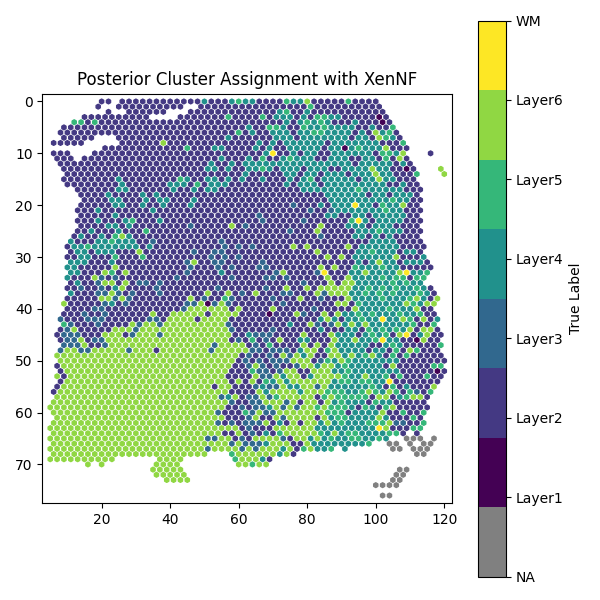 Posterior Cluster Assignment with XenNF
0
10
20
30
40
50
60
70
20
40
60
80
100
120
WM
Layer6
Layer5
Layer4
Layer3
Layer2
Layer1
NA
True Label